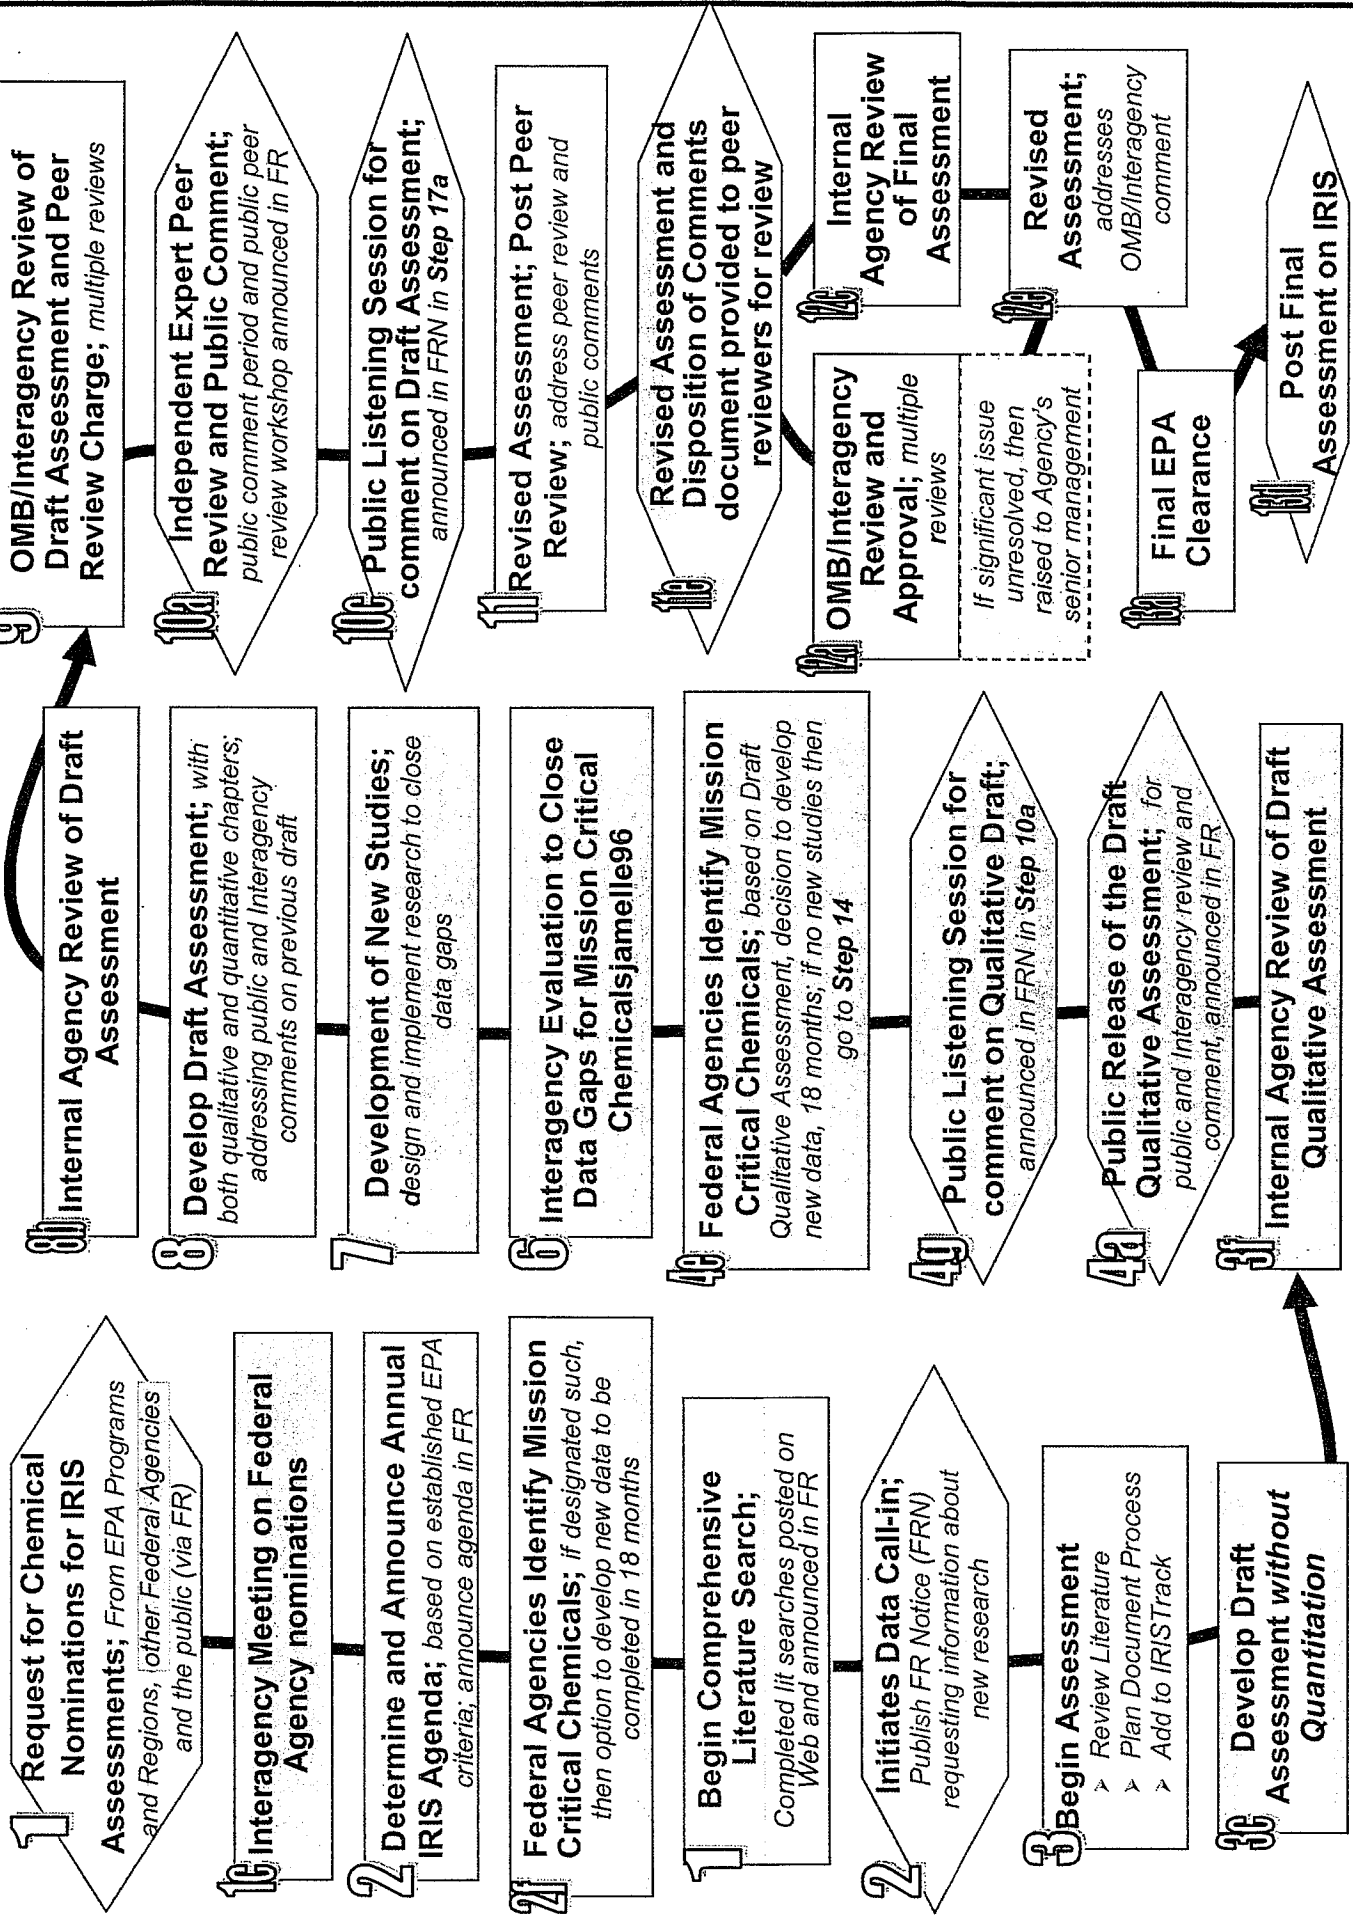 1
Request for Chemical
Nominations for IRIS
Assessments; From EPA Programs
and Regions, other Federal Agencies
and the public (via FR)
1c
Interagency Meeting on Federal
Agency nominations
2
Determine and Announce Annual
IRIS Agenda; based on established EPA
criteria; announce agenda in FR
2f
Federal Agencies Identify Mission
Critical Chemicals; if designated such,
then option to develop new data to be
completed in 18 months
1
Begin Comprehensive
Literature Search;
Completed lit searches posted on
Web and announced in FR
2
Initiates Data Call-in;
Publish FR Notice (FRN)
requesting information about
new research
3
Begin Assessment
➢ Review Literature
➢ Plan Document Process
➢ Add to IRISTrack
3c
Develop Draft
Assessment without
Quantitation
8b
Internal Agency Review of Draft
Assessment
8
Develop Draft Assessment; with
both qualitative and quantitative chapters;
addressing public and Interagency
comments on previous draft
7
Development of New Studies;
design and implement research to close
data gaps
6
Interagency Evaluation to Close
Data Gaps for Mission Critical
Chemicalsjamelle96
4e
Federal Agencies Identify Mission
Critical Chemicals; based on Draft
Qualitative Assessment, decision to develop
new data, 18 months; if no new studies then
go to Step 14
4g
Public Listening Session for
comment on Qualitative Draft;
announced in FRN in Step 10a
4a
Public Release of the Draft
Qualitative Assessment; for
public and Interagency review and
comment, announced in FR
3f
Internal Agency Review of Draft
Qualitative Assessment
9
OMB/Interagency Review of
Draft Assessment and Peer
Review Charge; multiple reviews
10a
Independent Expert Peer
Review and Public Comment;
public comment period and public peer
review workshop announced in FR
10c
Public Listening Session for
comment on Draft Assessment;
announced in FRN in Step 17a
11
Revised Assessment; Post Peer
Review; address peer review and
public comments
11e
Revised Assessment and
Disposition of Comments
document provided to peer
reviewers for review
12a
OMB/Interagency
Review and
Approval; multiple
reviews
If significant issue
unresolved, then
raised to Agency's
senior management
12c
Internal
Agency Review
of Final
Assessment
12e
Revised
Assessment;
addresses
OMB/Interagency
comment
13a
Final EPA
Clearance
13d
Post Final
Assessment on IRIS